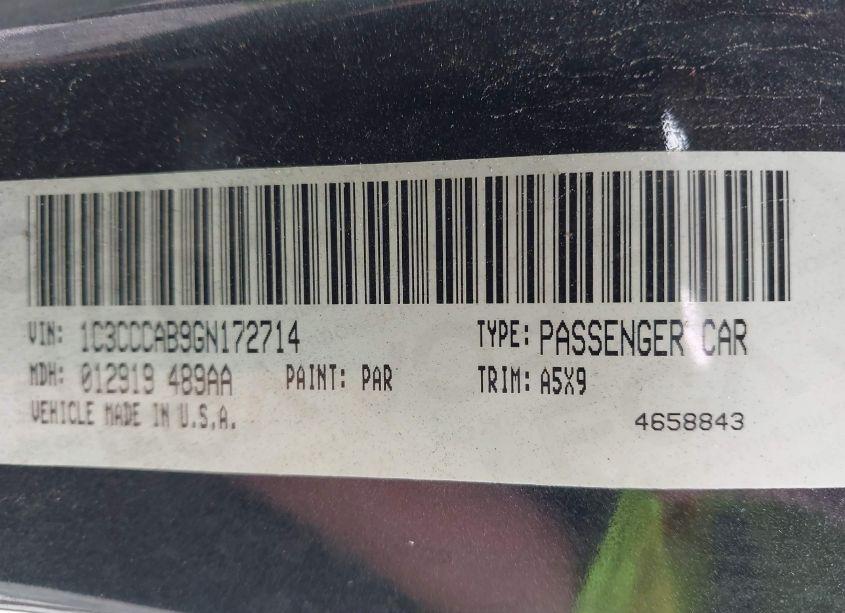 VIN: 1C3CCCAB9GN172714 TYPE: PASSENGER CAR
MDH: 012919 489AA PAINT: PAR TRIM: A5X9
VEHICLE MADE IN U.S.A. 4658843